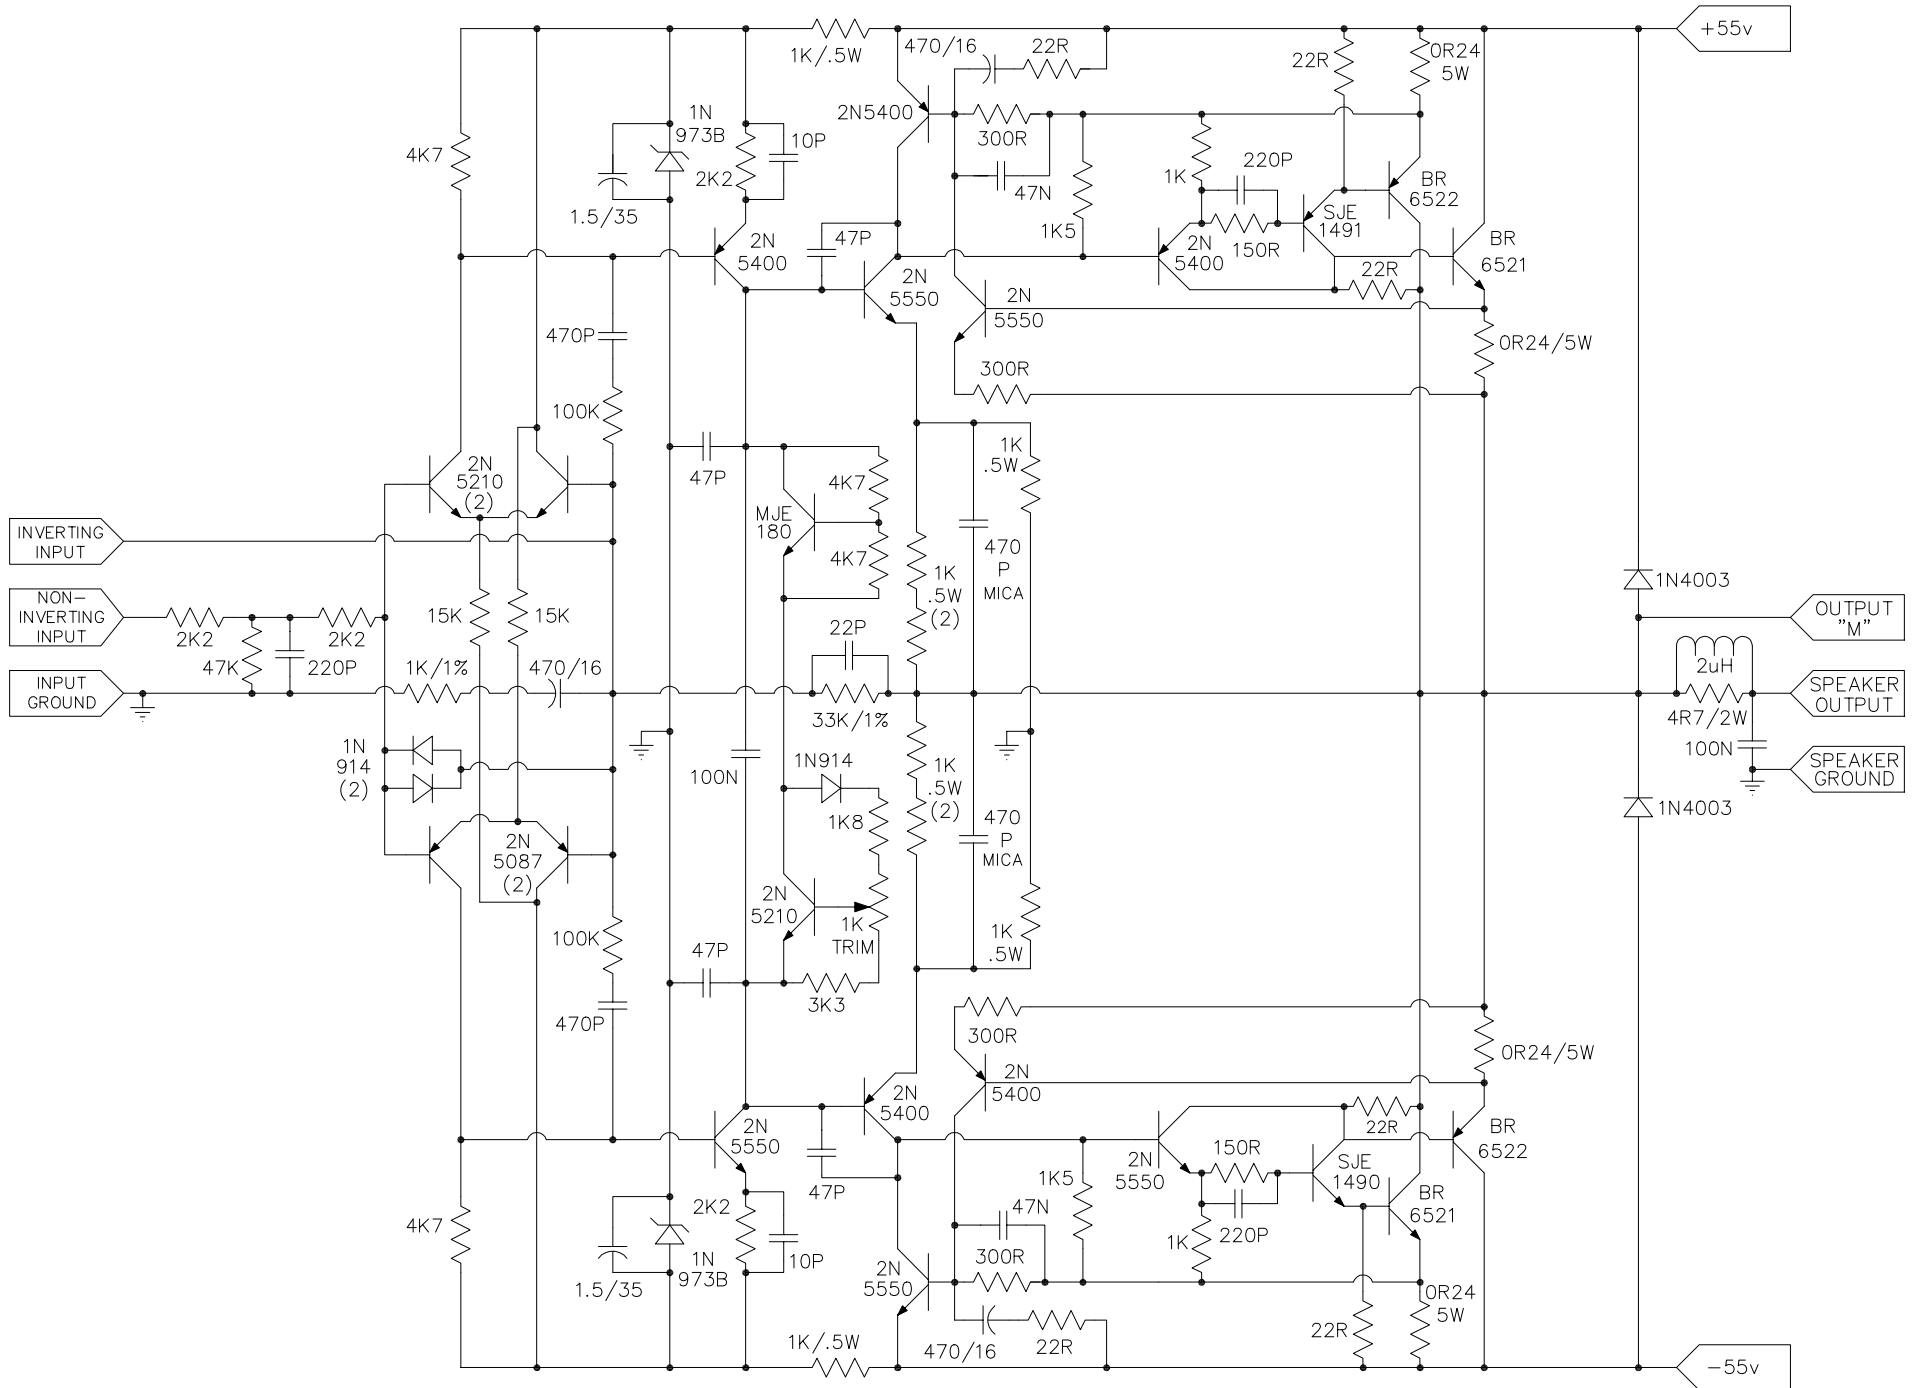 +55v
470/16
22R
1K/.5W
22R
0R24
5W
1N
973B
2N5400
10P
300R
4K7
2K2
220P
1K
47N
BR
6522
1.5/35
SJE
1491
47P
1K5
2N
5400
2N
5400
150R
BR
6521
2N
5550
22R
2N
5550
470P
0R24/5W
300R
100K
1K
.5W
2N
5210
(2)
47P
4K7
MJE
180
INVERTING
INPUT
470
P
MICA
4K7
1K
.5W
(2)
1N4003
NON-
INVERTING
INPUT
2K2
2K2
15K
15K
OUTPUT
"M"
22P
47K
220P
1K/1%
470/16
2uH
INPUT
GROUND
SPEAKER
OUTPUT
33K/1%
4R7/2W
1N
914
(2)
100N
1N914
1K
.5W
(2)
100N
SPEAKER
GROUND
1N4003
1K8
470
P
MICA
2N
5087
(2)
2N
5210
1K
TRIM
100K
47P
1K
.5W
3K3
470P
300R
0R24/5W
2N
5400
2N
5400
2N
5550
22R
BR
6522
150R
2N
5550
SJE
1490
47P
1K5
4K7
2K2
47N
BR
6521
1K
220P
1N
973B
10P
300R
2N
5550
1.5/35
0R24
5W
22R
1K/.5W
470/16
22R
-55v